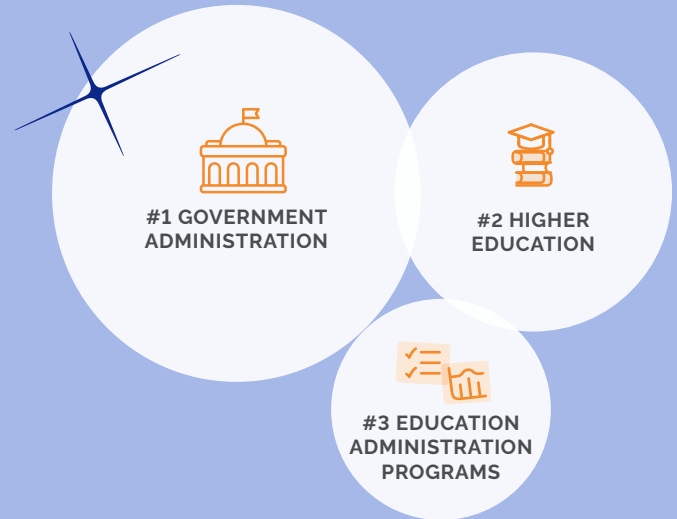 #1 GOVERNMENT
ADMINISTRATION
#2 HIGHER
EDUCATION
#3 EDUCATION
ADMINISTRATION
PROGRAMS